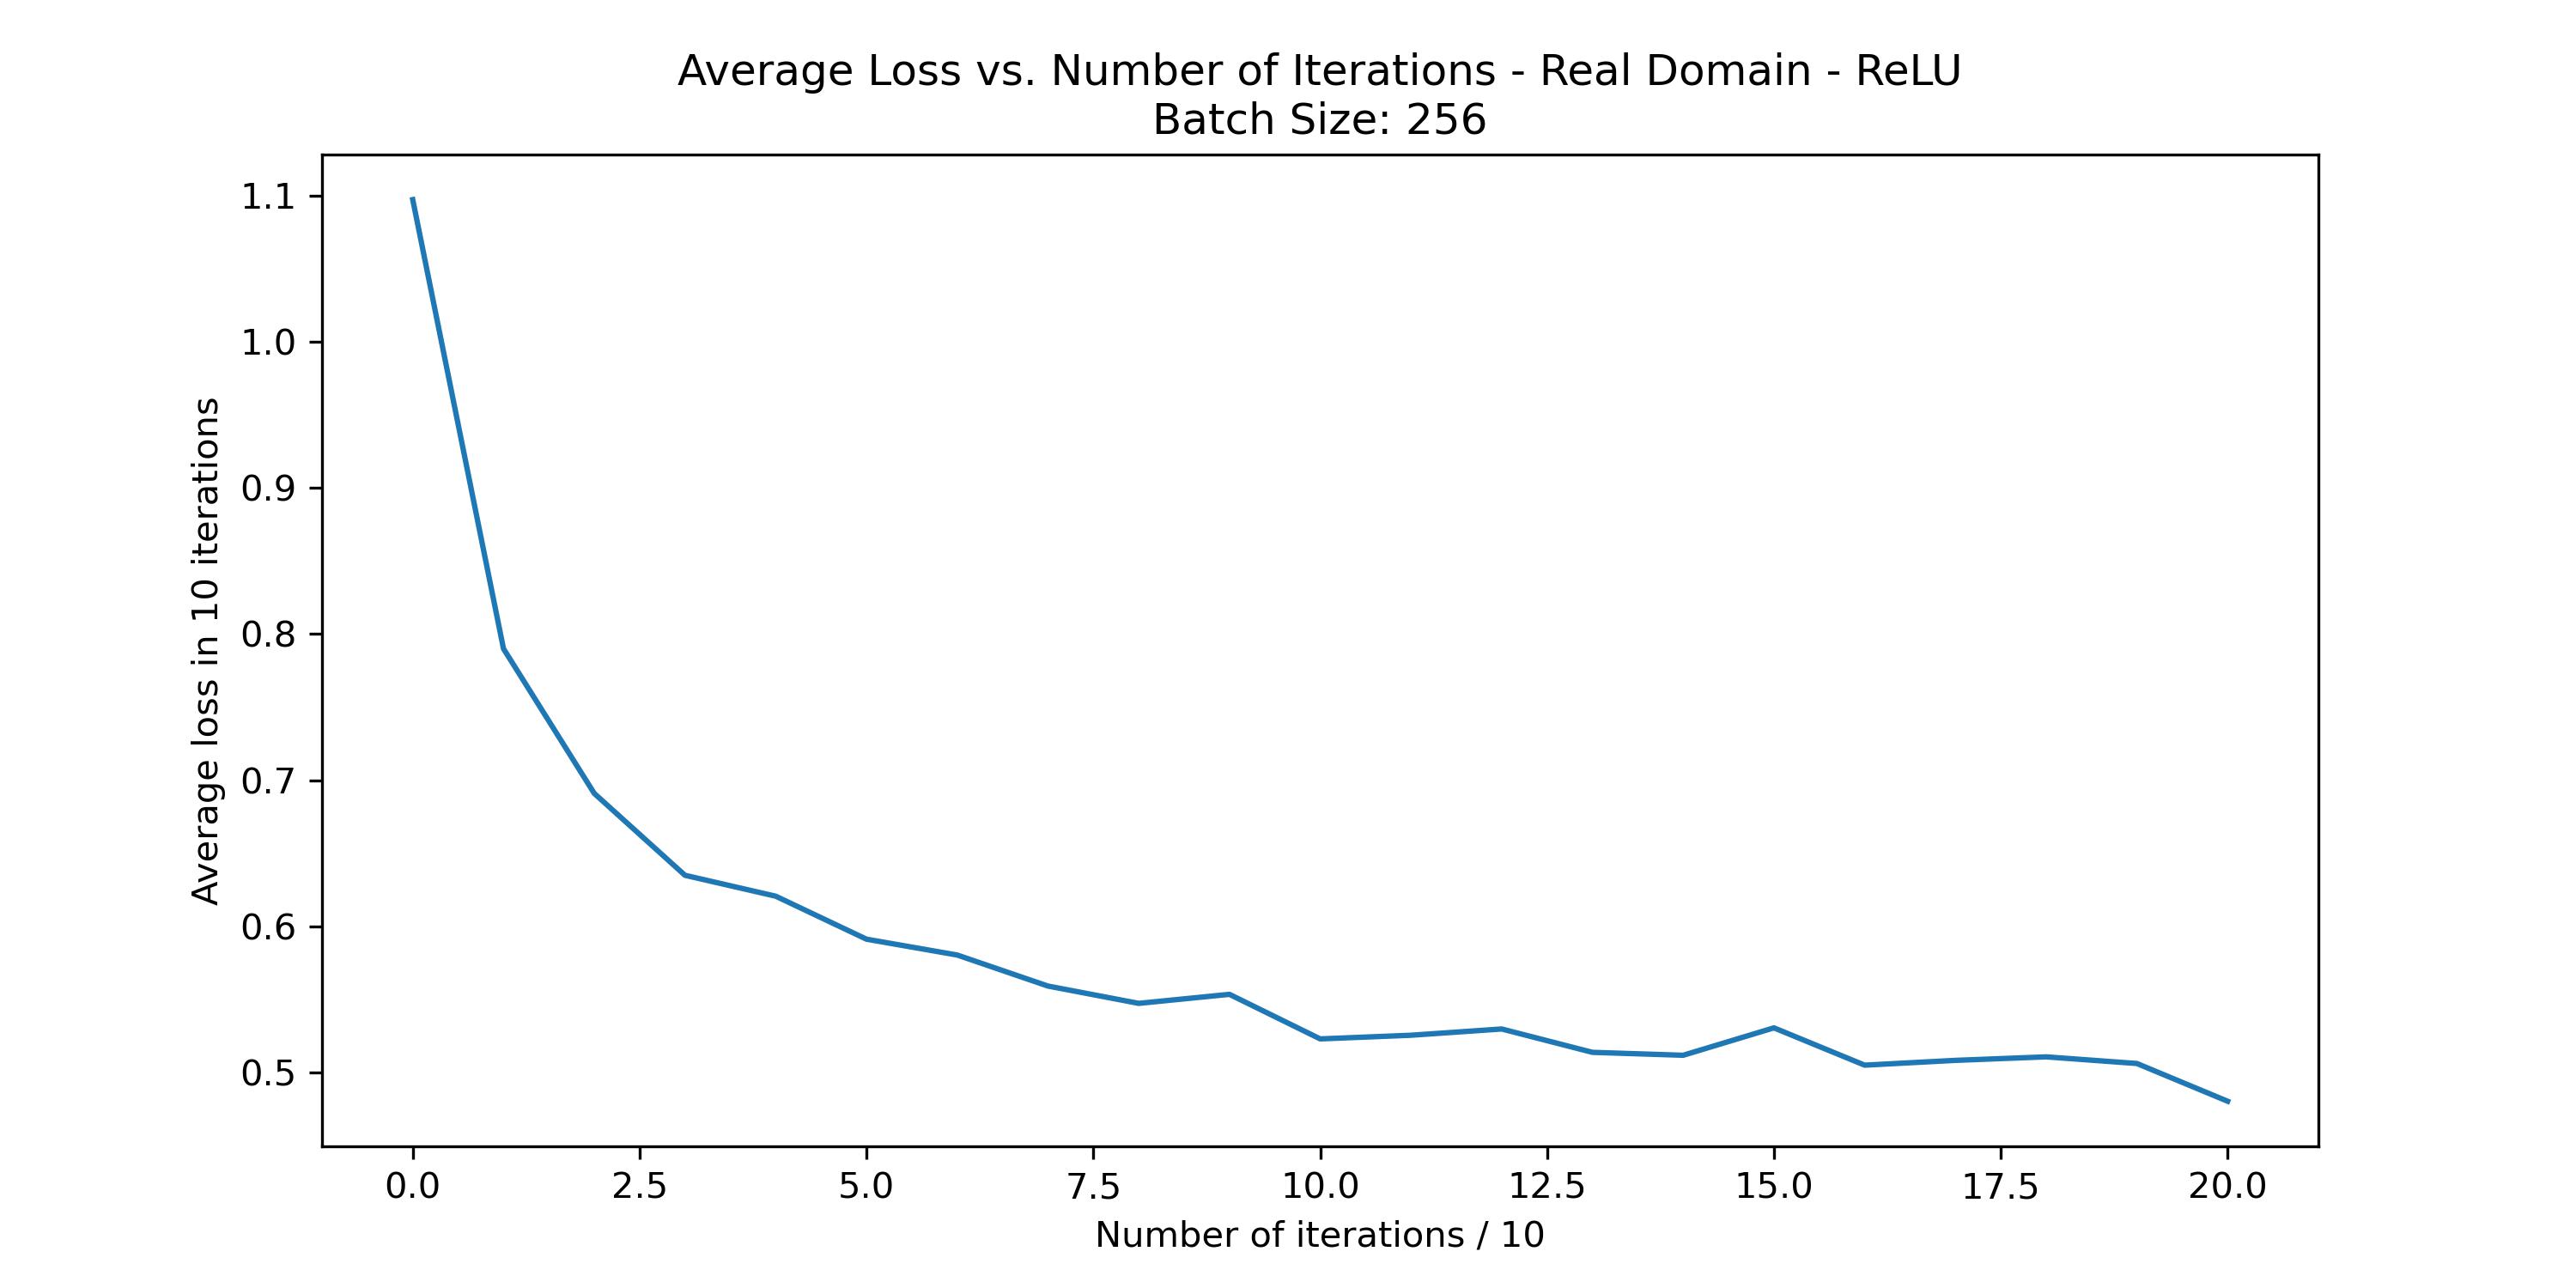 Average Loss vs. Number of Iterations - Real Domain - ReLU
Batch Size: 256
1.1
1.0
0.9
0.8
0.7
0.6
0.5
Average loss in 10 iterations
0.0 2.5 5.0 7.5 10.0 12.5 15.0 17.5 20.0
Number of iterations / 10